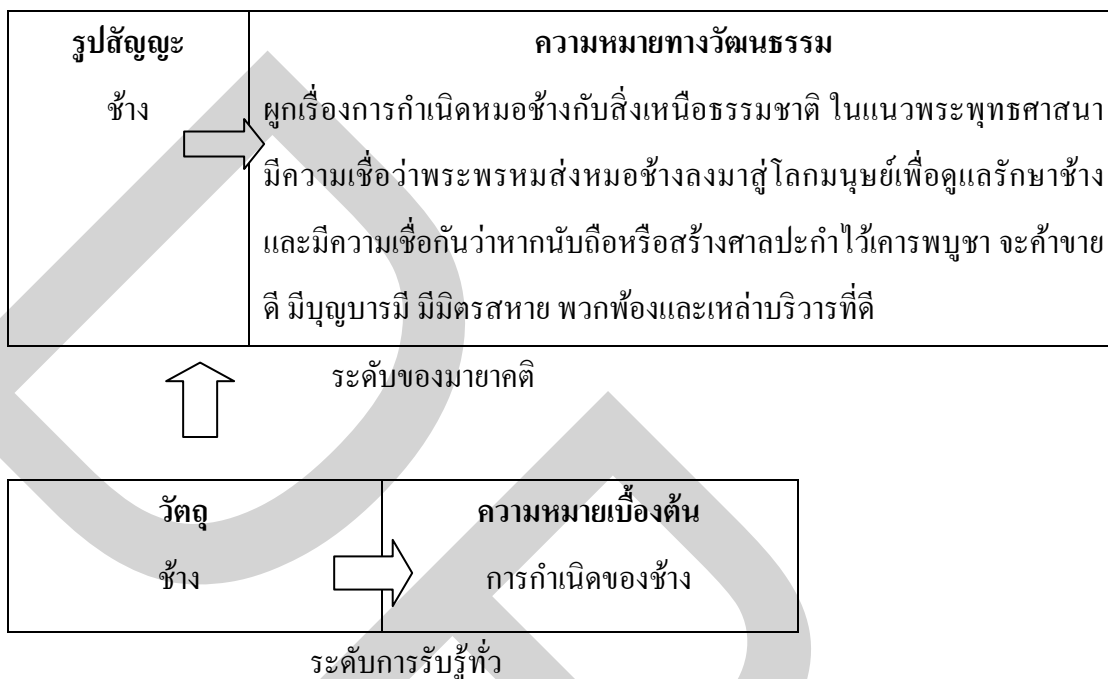 รูปสัญญะ ความหมายทางวัฒนธรรม
ช้าง ผูกเรื่องการกำเนิดหมอช้างกับสิ่งเหนือธรรมชาติ ในแนวพระพุทธศาสนา
มีความเชื่อว่าพระพรหมส่งหมอช้างลงมาสู่โลกมนุษย์เพื่อดูแลรักษาช้าง
และมีความเชื่อกันว่าหากนับถือหรือสร้างศาลปะกำไว้เคารพบูชา จะค้าขาย
ดี มีบุญบารมี มีมิตรสหาย พวกพ้องและเหล่าบริวารที่ดี
ระดับของมายาคติ
วัตถุ ความหมายเบื้องต้น
ช้าง การกำเนิดของช้าง
ระดับการรับรู้ทั่ว